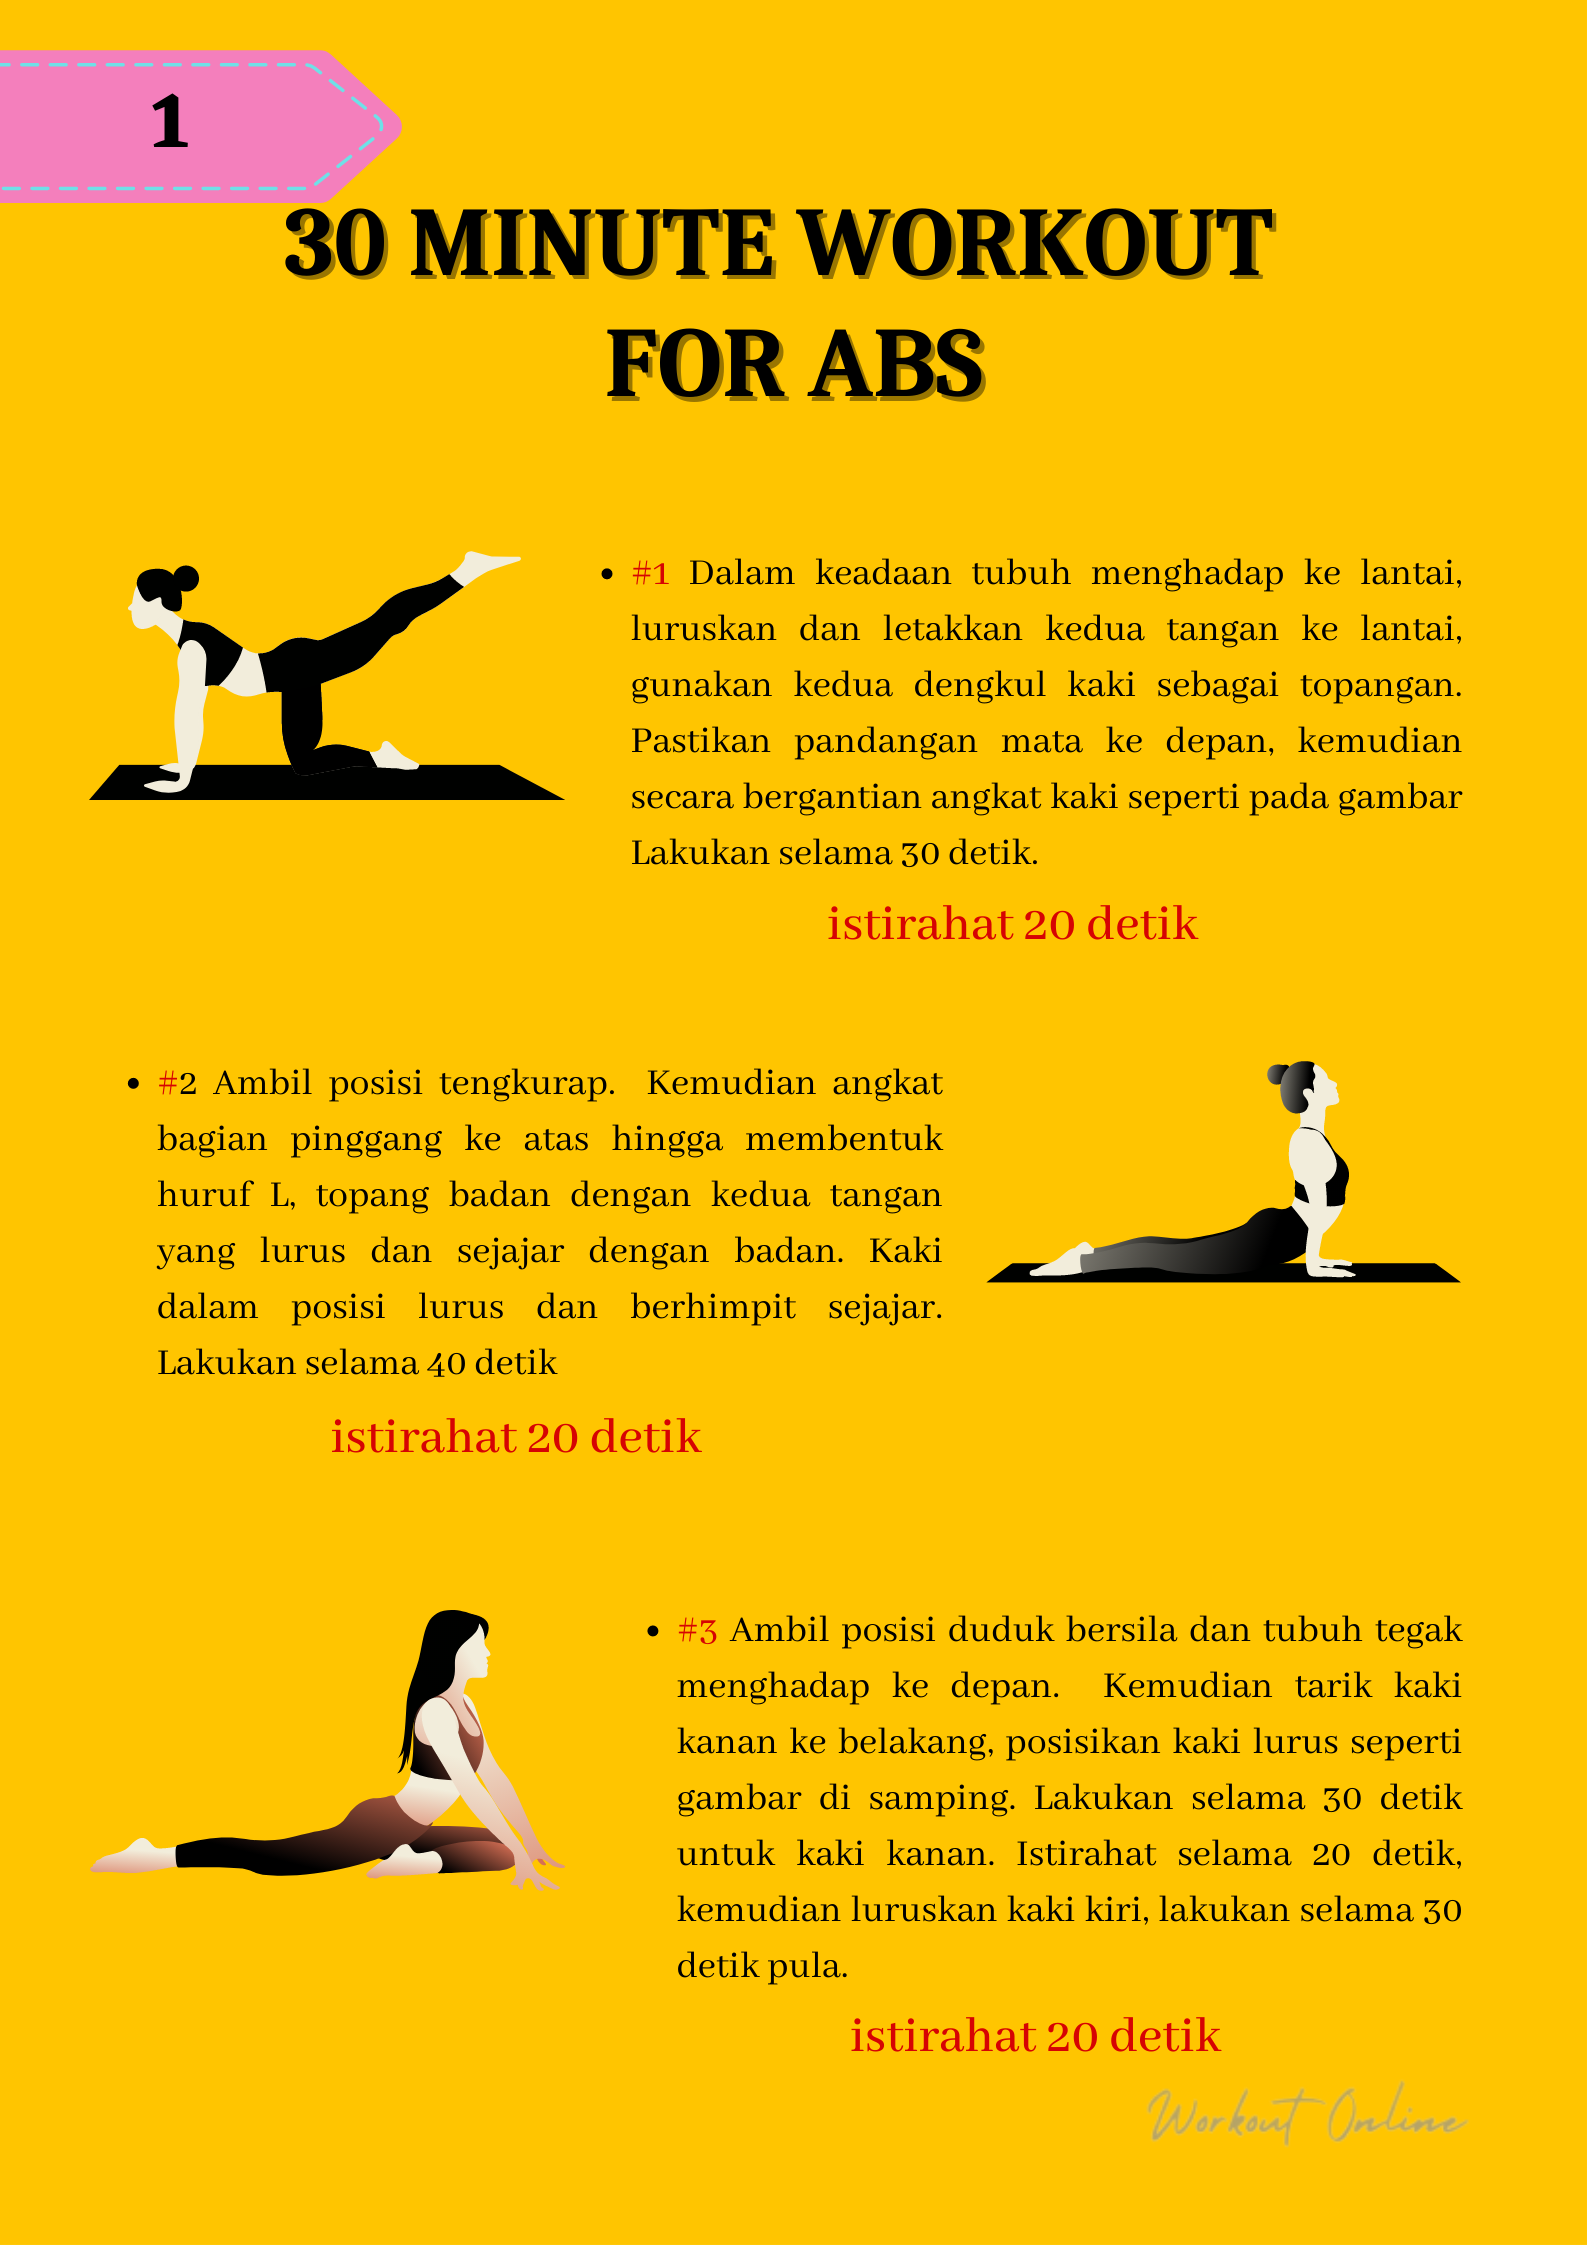 1
30 MINUTE WORKOUT
FOR ABS
• #1 Dalam keadaan tubuh menghadap ke lantai,
luruskan dan letakkan kedua tangan ke lantai,
gunakan kedua dengkul kaki sebagai topangan.
Pastikan pandangan mata ke depan, kemudian
secara bergantian angkat kaki seperti pada gambar
Lakukan selama 30 detik.
istirahat 20 detik
• #2 Ambil posisi tengkurap. Kemudian angkat
bagian pinggang ke atas hingga membentuk
huruf L, topang badan dengan kedua tangan
yang lurus dan sejajar dengan badan. Kaki
dalam posisi lurus dan berhimpit sejajar.
Lakukan selama 40 detik
istirahat 20 detik
• #3 Ambil posisi duduk bersila dan tubuh tegak
menghadap ke depan. Kemudian tarik kaki
kanan ke belakang, posisikan kaki lurus seperti
gambar di samping. Lakukan selama 30 detik
untuk kaki kanan. Istirahat selama 20 detik,
kemudian luruskan kaki kiri, lakukan selama 30
detik pula.
istirahat 20 detik
Workout Online